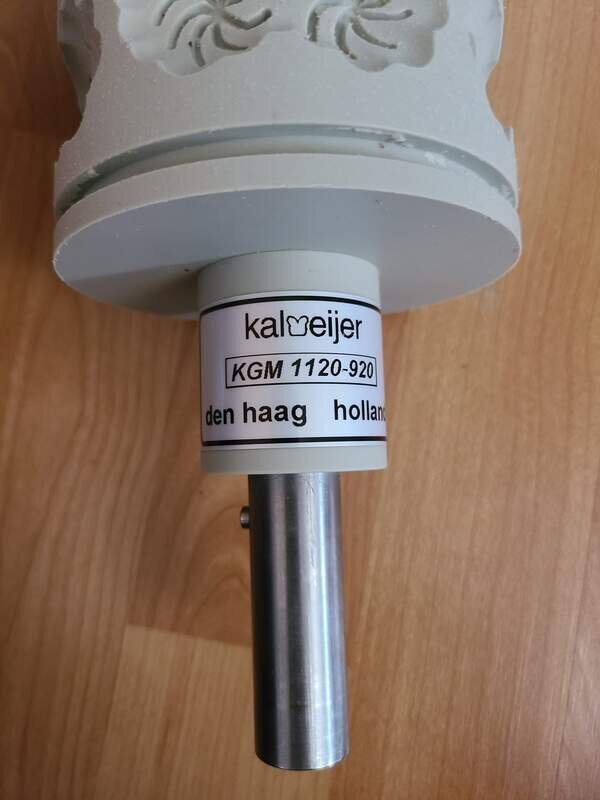 kalmeijer
KGM 1120-920
den haag holland